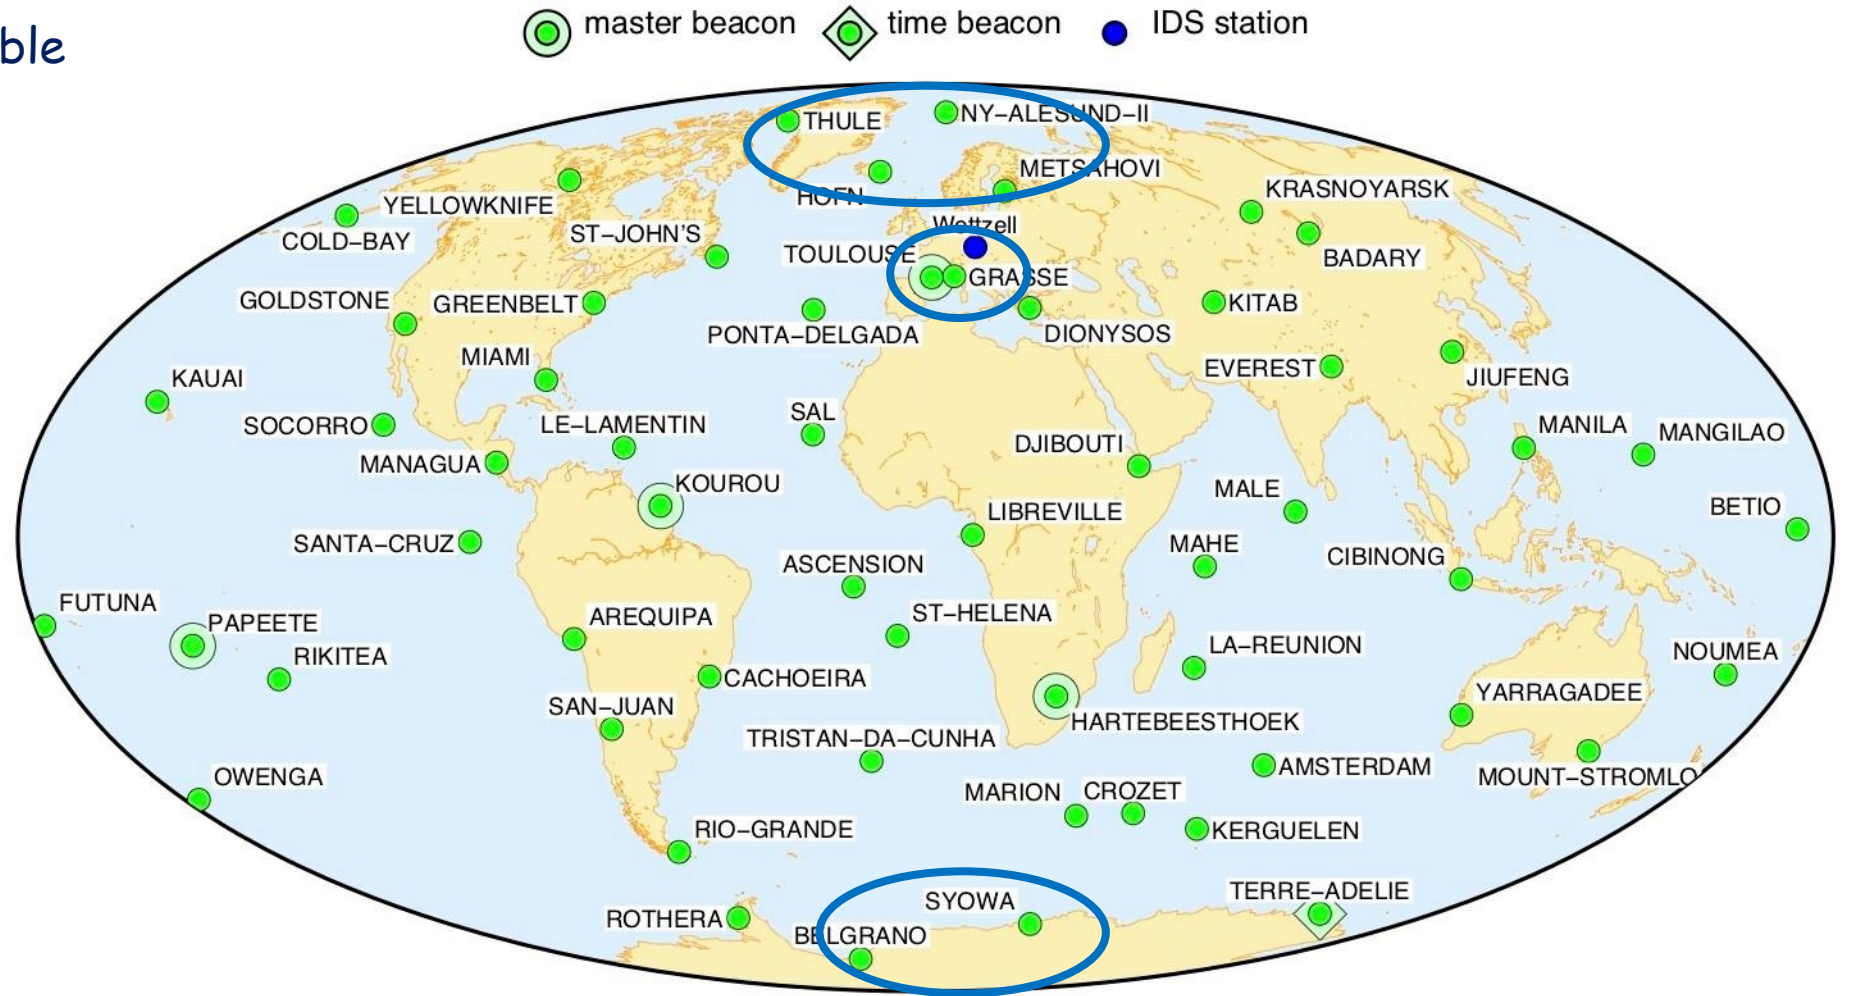 ble
master beacon
time beacon
IDS station
THULE
NY−ALESUND−II
METSAHOVI
HOFN
KRASNOYARSK
YELLOWKNIFE
COLD−BAY
ST−JOHN'S
Wettzell
TOULOUSE
BADARY
GRASSE
GOLDSTONE
GREENBELT
KITAB
PONTA−DELGADA
DIONYSOS
MIAMI
EVEREST
JIUFENG
KAUAI
SAL
SOCORRO
LE−LAMENTIN
MANILA
MANGILAO
DJIBOUTI
MANAGUA
KOUROU
MALE
LIBREVILLE
BETIO
SANTA−CRUZ
MAHE
CIBINONG
ASCENSION
FUTUNA
PAPEETE
AREQUIPA
ST−HELENA
RIKITEA
LA−REUNION
NOUMEA
CACHOEIRA
YARRAGADEE
SAN−JUAN
HARTEBEESTHOEK
TRISTAN−DA−CUNHA
AMSTERDAM
OWENGA
MOUNT−STROMLO
MARION
CROZET
RIO−GRANDE
KERGUELEN
TERRE−ADELIE
SYOWA
ROTHERA
BELGRANO